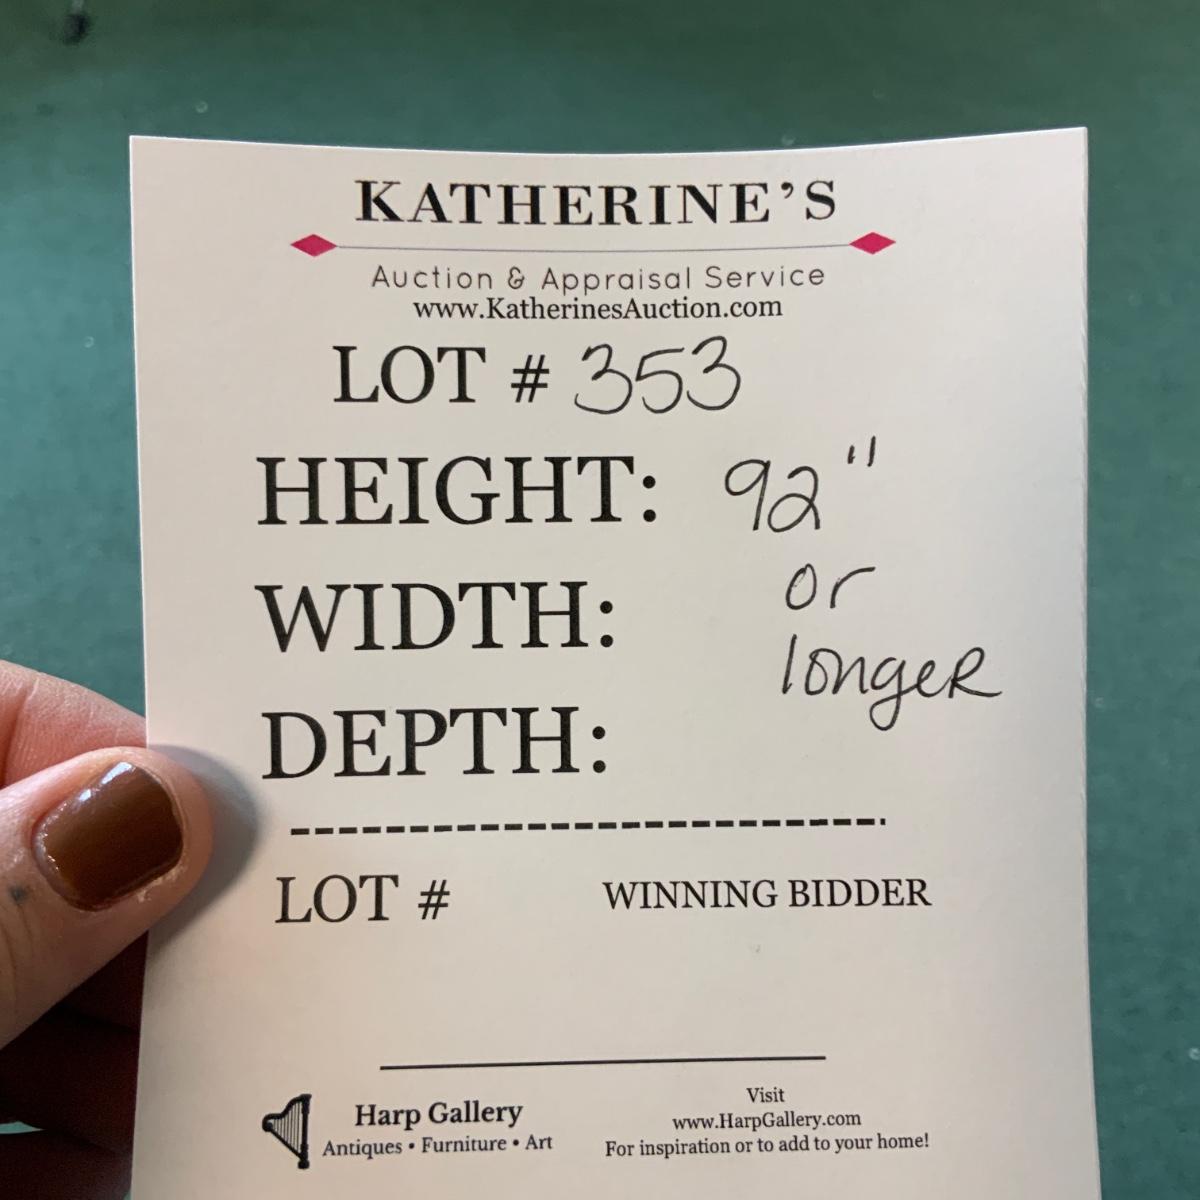 KATHERINE'S
Auction & Appraisal Service
www.KatherinesAuction.com
LOT # 353
HEIGHT: 92"
or
WIDTH:
longer
DEPTH:
LOT # WINNING BIDDER
Harp Gallery
Antiques • Furniture • Art
Visit
www.HarpGallery.com
For inspiration or to add to your home!